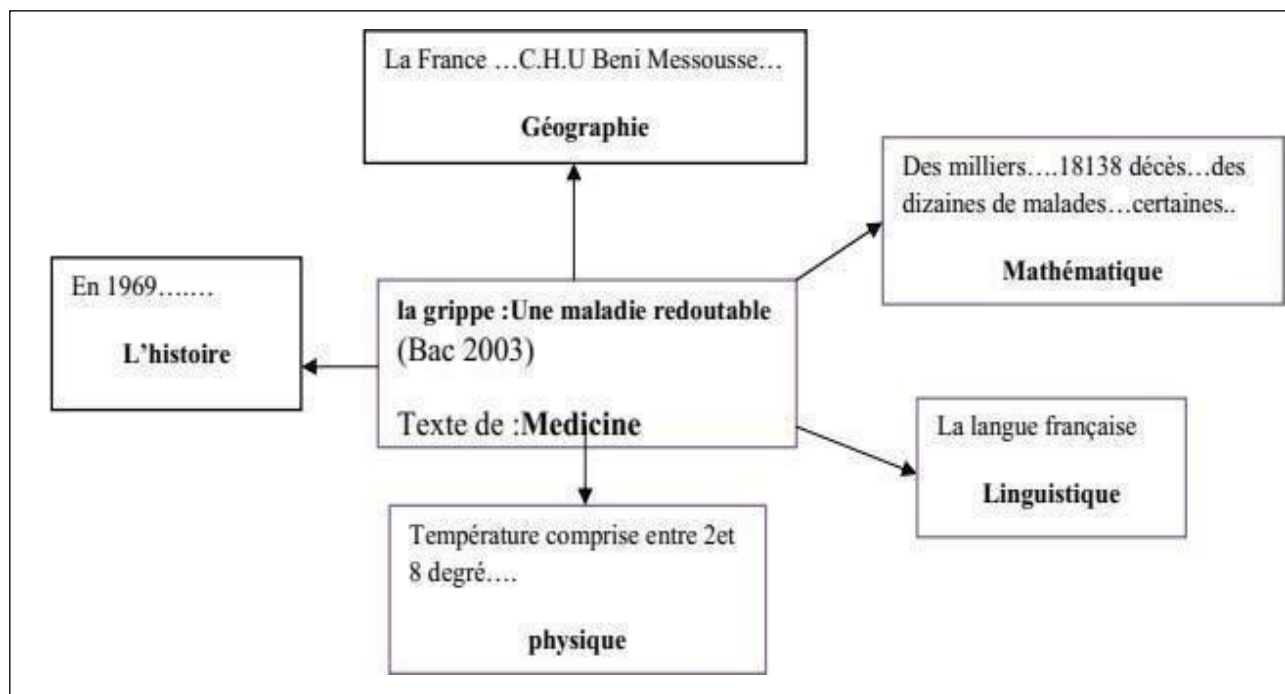 La France …C.H.U Beni Messousse…
Géographie
Des milliers….18138 décès…des
dizaines de malades…certaines..
Mathématique
En 1969…….
L’histoire
la grippe :Une maladie redoutable
(Bac 2003)
Texte de :Medicine
La langue française
Linguistique
Température comprise entre 2et
8 degré….
physique